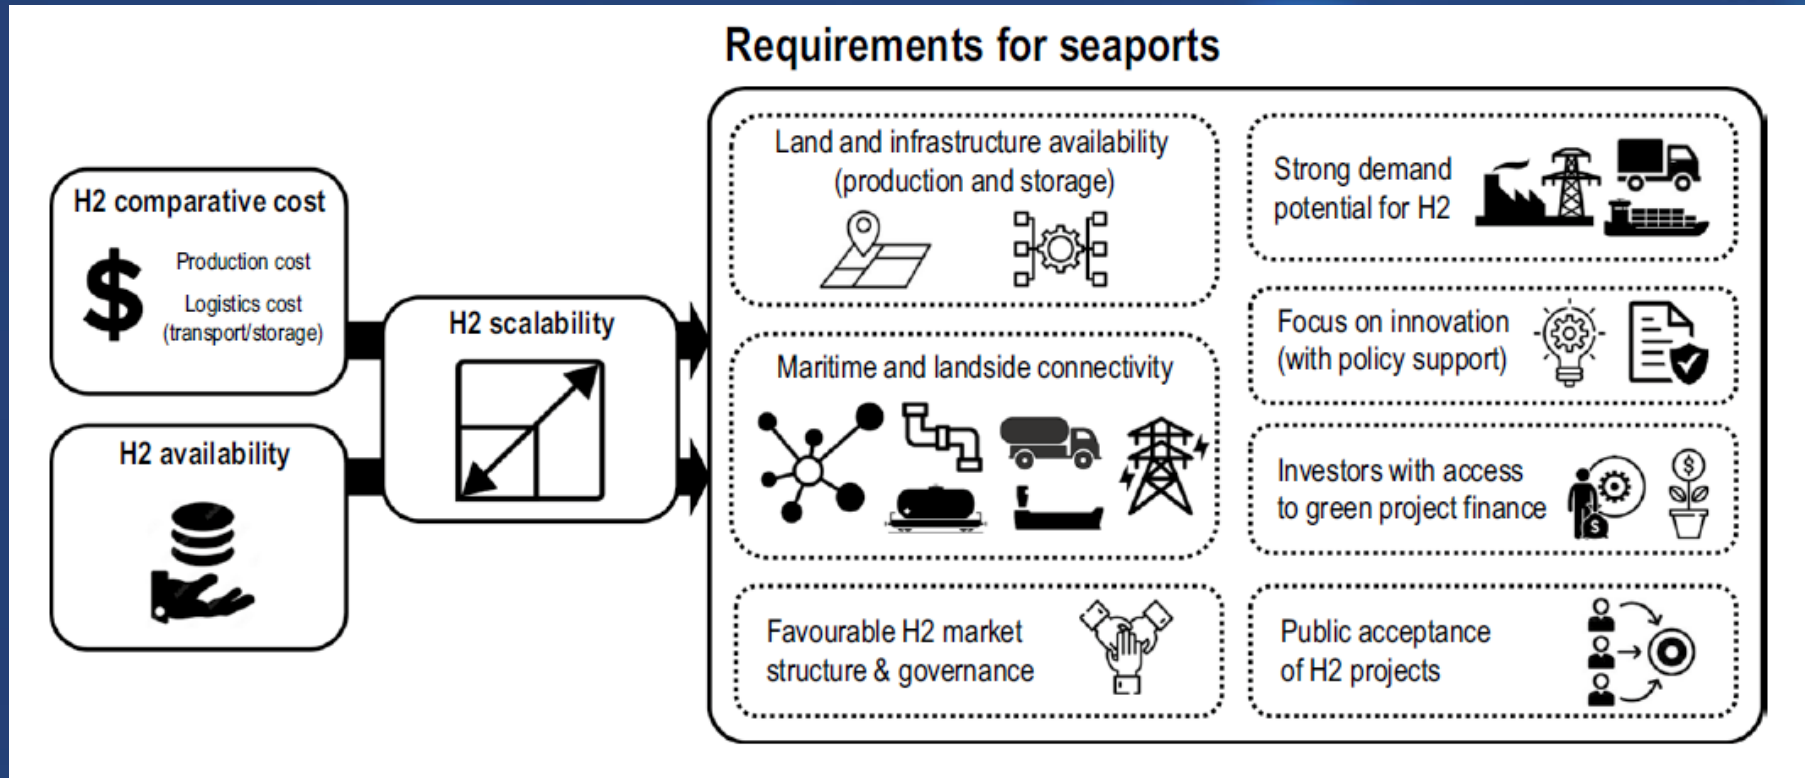 Requirements for seaports
H2 comparative cost
$
Production cost
Logistics cost
(transport/storage)
H2 availability
H2 scalability
Land and infrastructure availability
(production and storage)
Maritime and landside connectivity
Favourable H2 market
structure & governance
Strong demand
potential for H2
Focus on innovation
(with policy support)
Investors with access
to green project finance
$
$
Public acceptance
of H2 projects